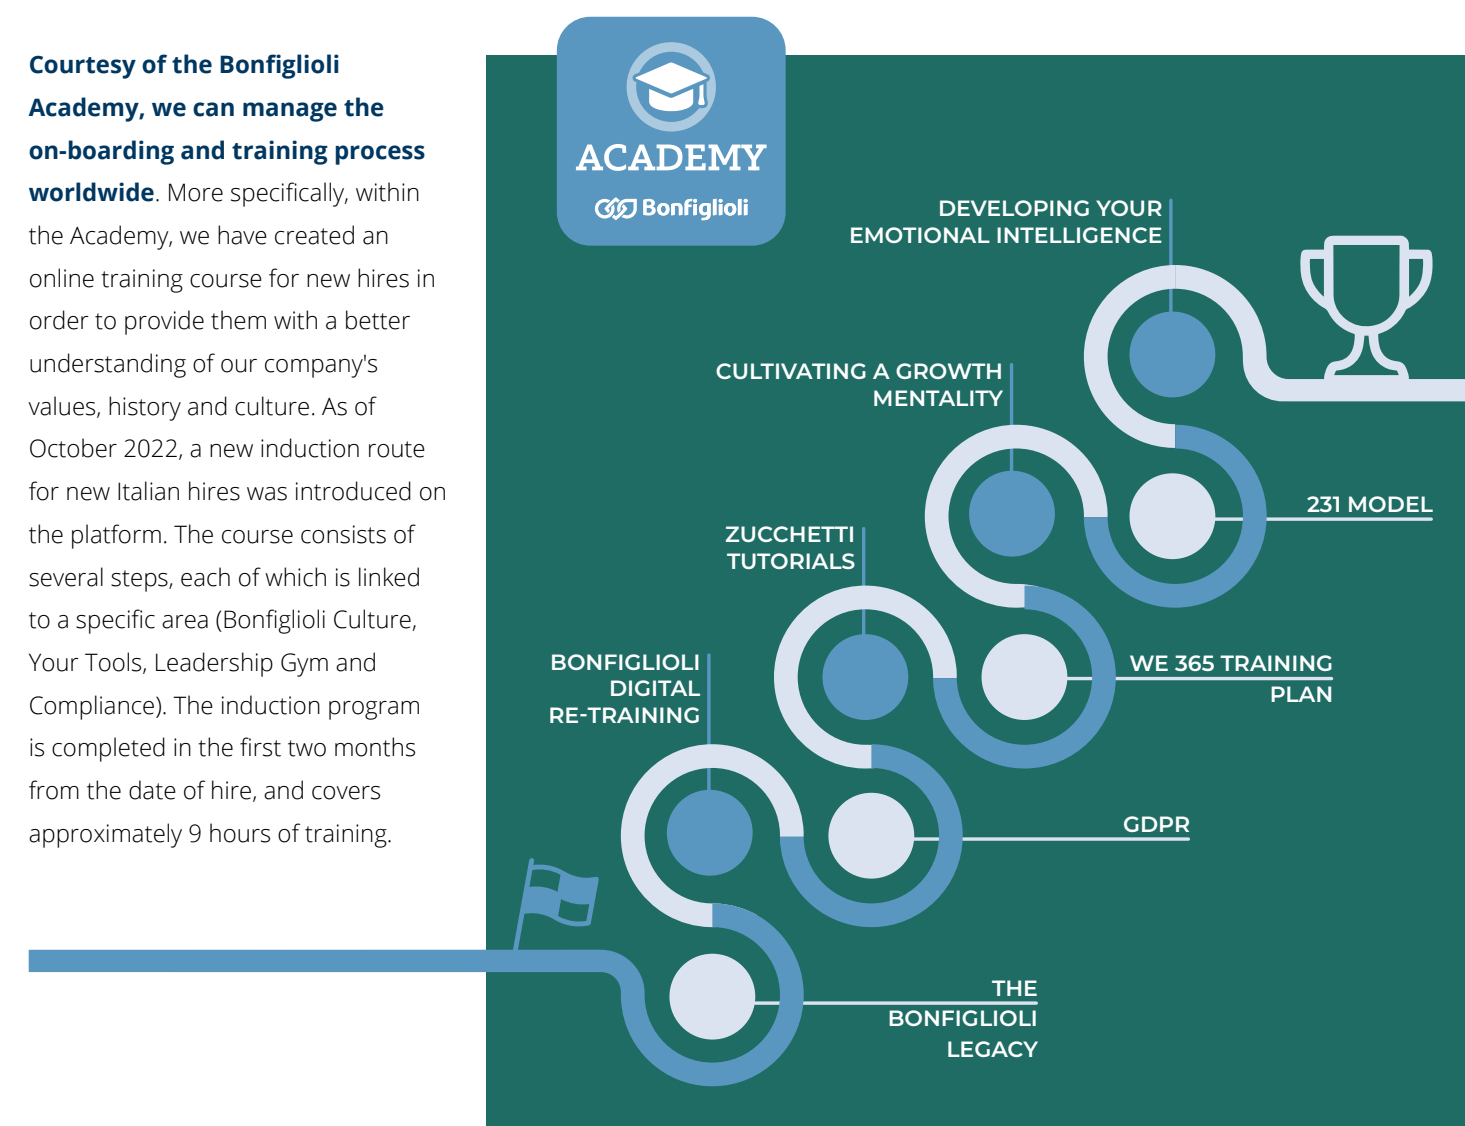 Courtesy of the Bonfiglioli
Academy, we can manage the
on-boarding and training process
worldwide. More specifically, within
the Academy, we have created an
online training course for new hires in
order to provide them with a better
understanding of our company's
values, history and culture. As of
October 2022, a new induction route
for new Italian hires was introduced on
the platform. The course consists of
several steps, each of which is linked
to a specific area (Bonfiglioli Culture,
Your Tools, Leadership Gym and
Compliance). The induction program
is completed in the first two months
from the date of hire, and covers
approximately 9 hours of training.
ACADEMY
Bonfiglioli
DEVELOPING YOUR
EMOTIONAL INTELLIGENCE
CULTIVATING A GROWTH
MENTALITY
231 MODEL
ZUCCHETTI
TUTORIALS
WE 365 TRAINING
PLAN
BONFIGLIOLI
DIGITAL
RE-TRAINING
GDPR
THE
BONFIGLIOLI
LEGACY